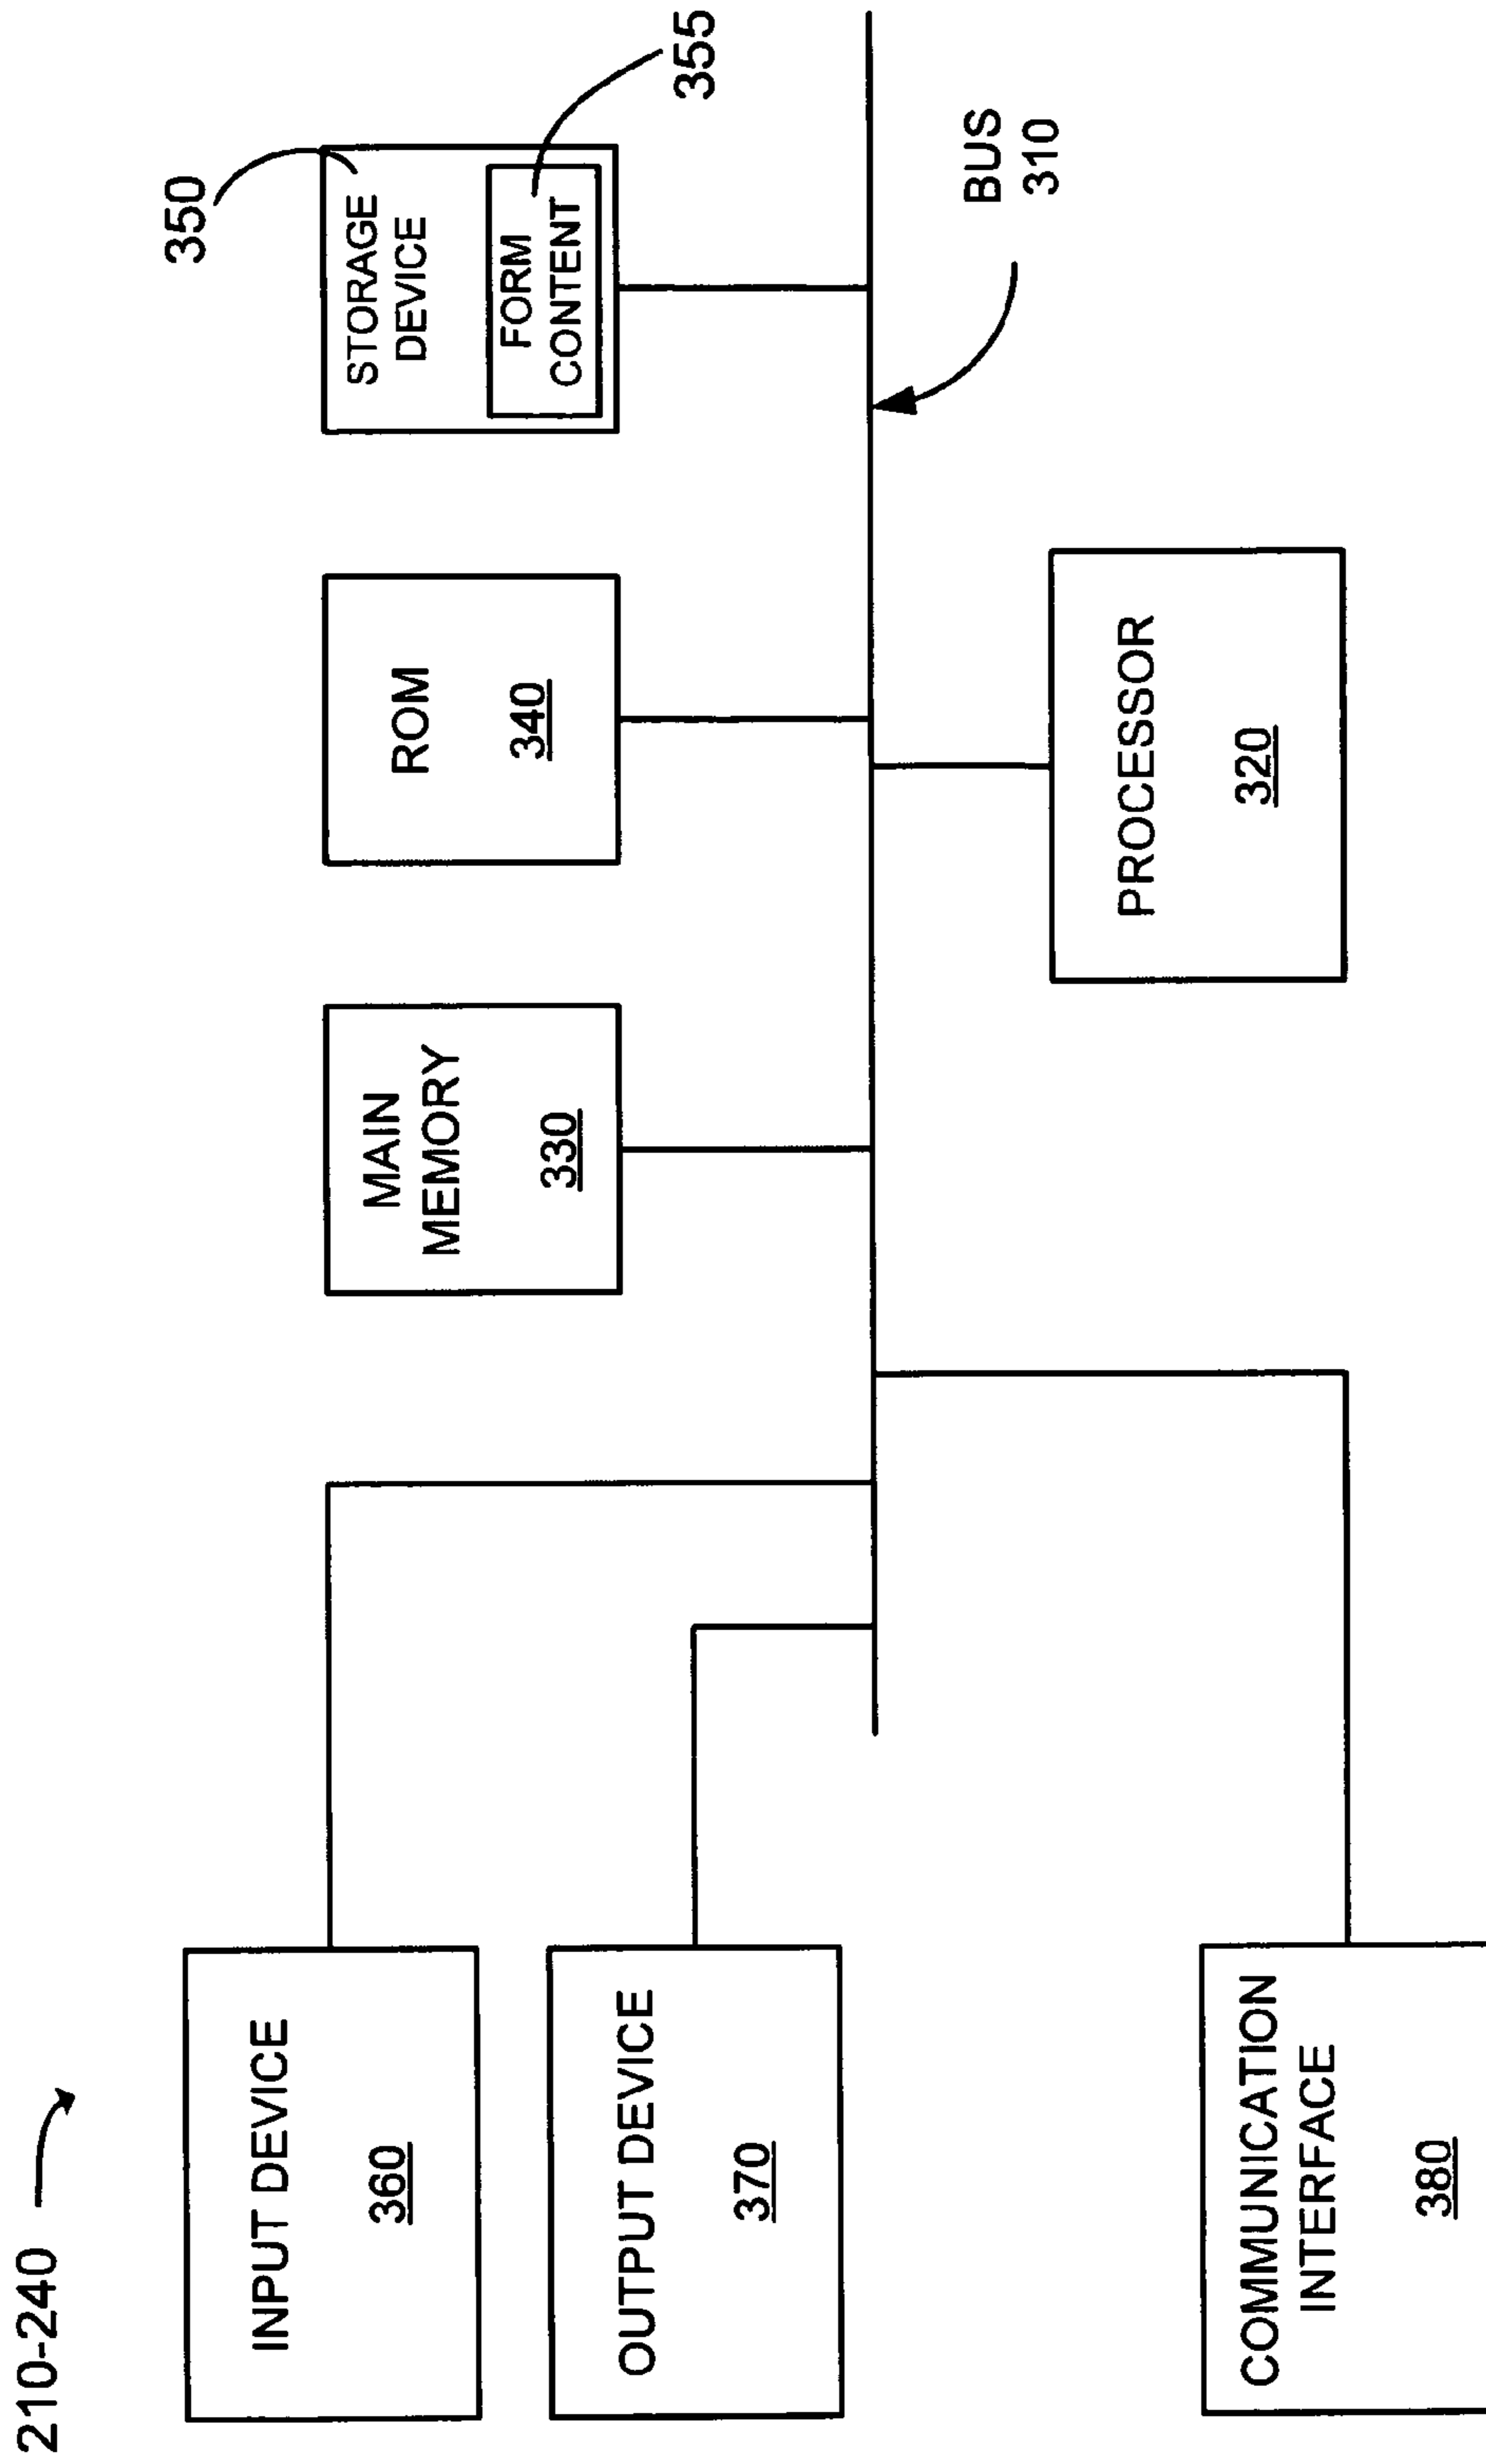 210-240
INPUT DEVICE
360
OUTPUT DEVICE
370
COMMUNICATION
INTERFACE
380
MAIN
MEMORY
330
ROM
340
350
STORAGE
DEVICE
FORM
CONTENT
355
BUS
310
PROCESSOR
320